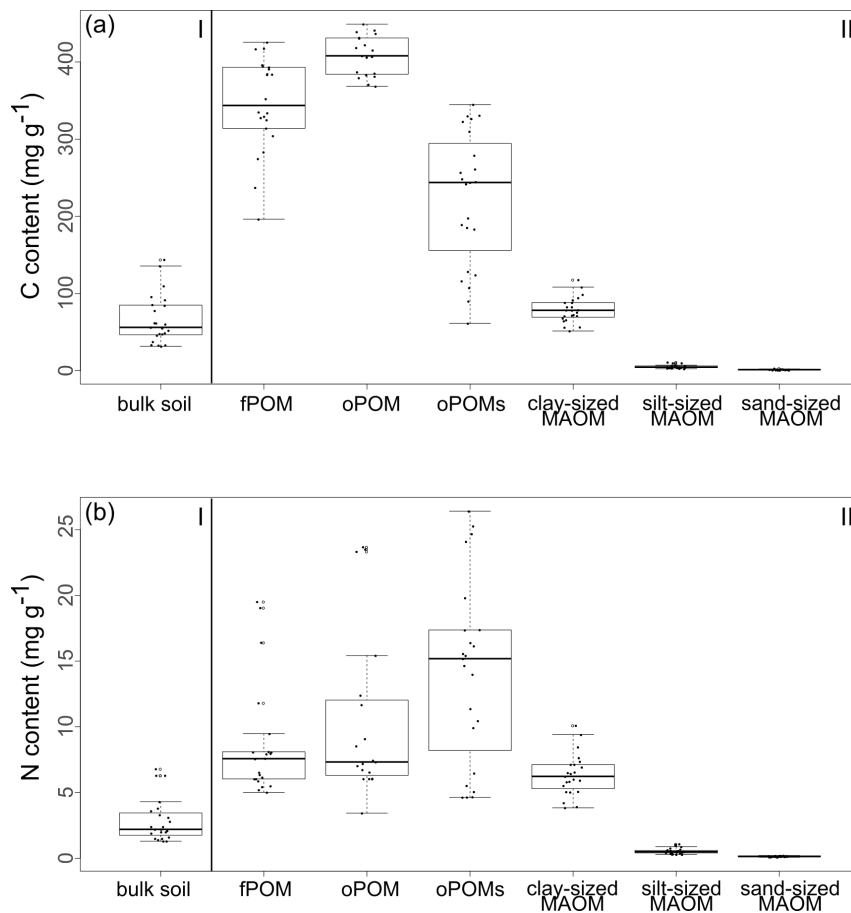 (a) I II
C content (mg g⁻¹)
400
300
200
100
0
bulk soil fPOM oPOM oPOMs clay-sized MAOM silt-sized MAOM sand-sized MAOM
(b) I II
N content (mg g⁻¹)
25
20
15
10
5
0
bulk soil fPOM oPOM oPOMs clay-sized MAOM silt-sized MAOM sand-sized MAOM